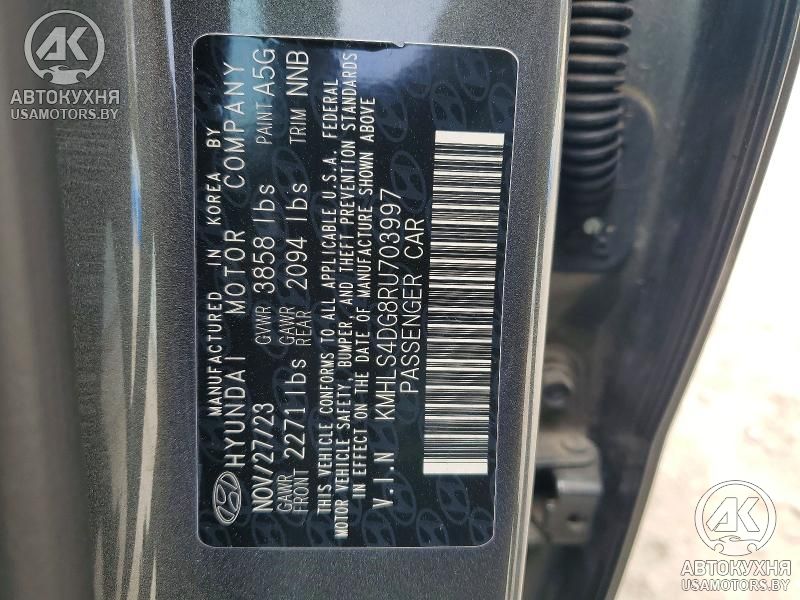 АВТОКУХНЯ
USAMOTORS.BY
MANUFACTURED IN KOREA BY
HYUNDAI MOTOR COMPANY
NOV/27/23 GVWR 3858 lbs PAINT A5G
GAWR FRONT 2271lbs GAWR REAR 2094 lbs TRIM NNB
THIS VEHICLE CONFORMS TO ALL APPLICABLE U.S.A. FEDERAL
MOTOR VEHICLE SAFETY, BUMPER, AND THEFT PREVENTION STANDARDS
IN EFFECT ON THE DATE OF MANUFACTURE SHOWN ABOVE
V.I.N KMHLS4DG8RU703997
PASSENGER CAR
АВТОКУХНЯ
USAMOTORS.BY